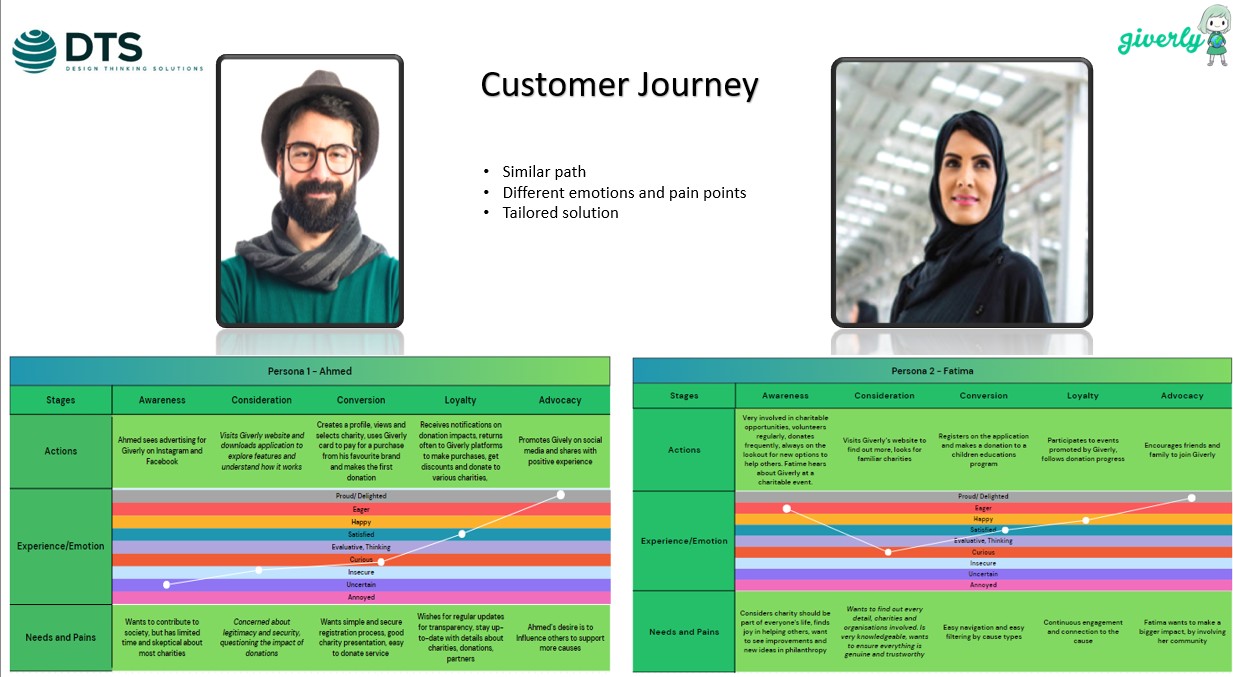 DTS
DESIGN THINKING SOLUTIONS
giverly
Customer Journey
• Similar path
• Different emotions and pain points
• Tailored solution
Persona 1 - Ahmed
Stages
Awareness
Consideration
Conversion
Loyalty
Advocacy
Actions
Ahmed sees advertising for
Giverly on Instagram and
Facebook
Visits Giverly website and
downloads application to
explore features and
understand how it works
Creates a profile, views and
selects charity, uses Giverly
card to pay for a purchase
from his favourite brand
and makes the first
donation
Receives notifications on
donation impacts, returns
often to Giverly platforms
to make purchases, get
discounts and donate to
various charities,
Promotes Gively on social
media and shares with
positive experience
Experience/Emotion
Proud/ Delighted
Eager
Happy
Satisfied
Evaluative, Thinking
Curious
Insecure
Uncertain
Annoyed
Needs and Pains
Wants to contribute to
society, but has limited
time and skeptical about
most charities
Concerned about
legitimacy and security,
questioning the impact of
donations
Wants simple and secure
registration process, good
charity presentation, easy
to donate service
Wishes for regular updates
for transparency, stay up-
to-date with details about
charities, donations,
partners
Ahmed's desire is to
Influence others to support
more causes
Persona 2 - Fatima
Stages
Awareness
Consideration
Conversion
Loyalty
Advocacy
Actions
Very involved in charitable
opportunities, volunteers
regularly, donates
frequently, always on the
lookout for new options to
help others. Fatima hears
about Giverly at a
charitable event.
Visits Giverly's website to
find out more, looks for
familiar charities
Registers on the application
and makes a donation to a
children educations
program
Participates to events
promoted by Giverly,
follows donation progress
Encourages friends and
family to join Giverly
Experience/Emotion
Proud/ Delighted
Eager
Happy
Satisfied
Evaluative, Thinking
Curious
Insecure
Uncertain
Annoyed
Needs and Pains
Considers charity should be
part of everyone's life, finds
joy in helping others, want
to see improvements and
new ideas in philanthropy
Wants to find out every
detail, charities and
organisations involved. Is
very knowledgeable, wants
to ensure everything is
genuine and trustworthy
Easy navigation and easy
filtering by cause types
Continuous engagement
and connection to the
cause
Fatima wants to make a
bigger impact, by involving
her community